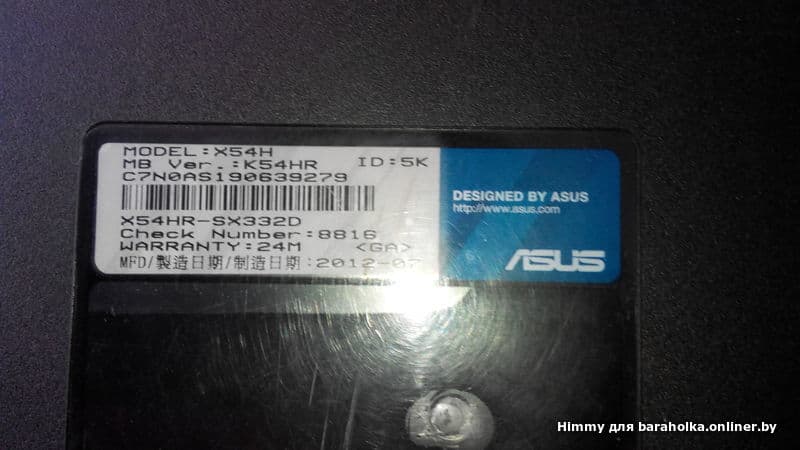 MODEL:X54H
MB Ver.:K54HR ID:5K
C7N0AS190639279
X54HR-SX332D
Check Number:8816
WARRANTY:24M <GA>
MFD/製造日期/制造日期:2012-07
DESIGNED BY ASUS
http://www.asus.com
ASUS
Himmy для baraholka.onliner.by